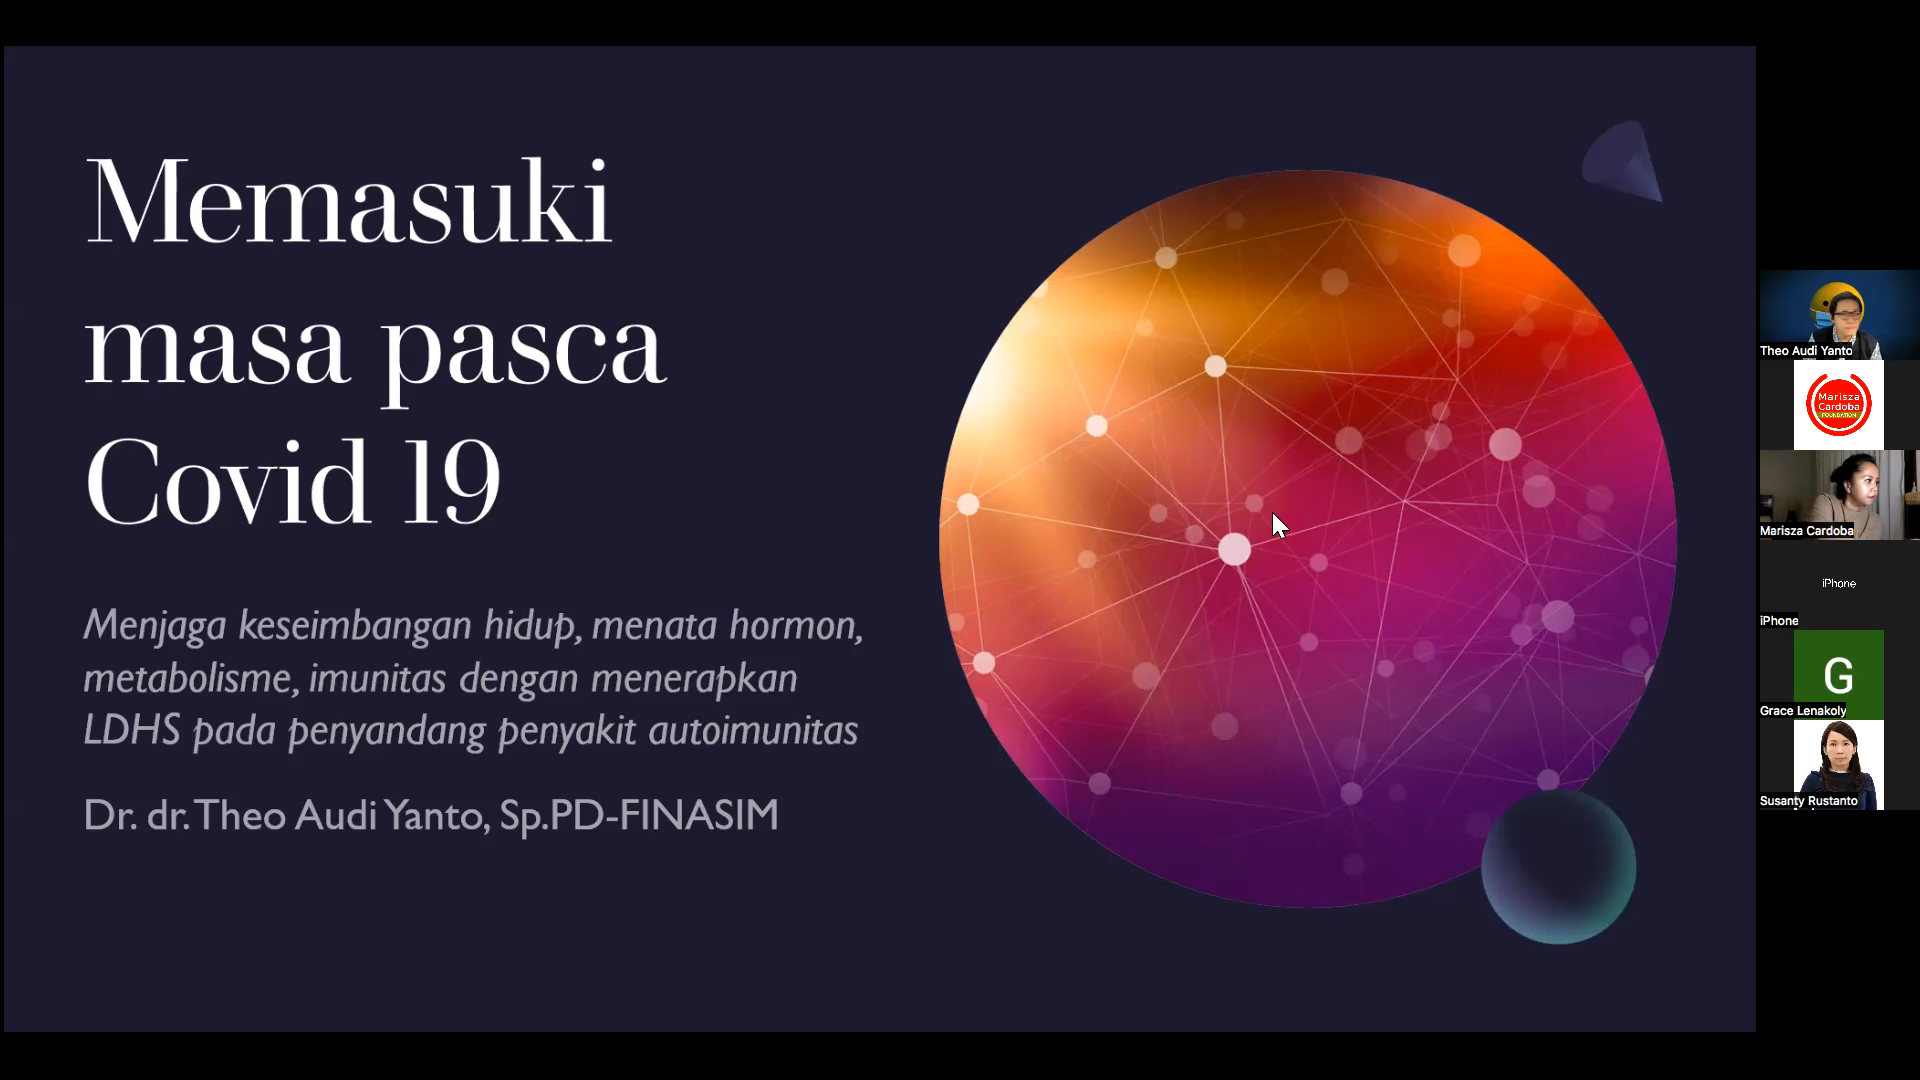 Memasuki
masa pasca
Covid 19
Menjaga keseimbangan hidup, menata hormon,
metabolisme, imunitas dengan menerapkan
LDHS pada penyandang penyakit autoimunitas
Dr. dr. Theo Audi Yanto, Sp.PD-FINASIM
Theo Audi Yanto
Marisza
Cardoba
FOUNDATION
Marisza Cardoba
iPhone
iPhone
G
Grace Lenakoly
Susanty Rustanto